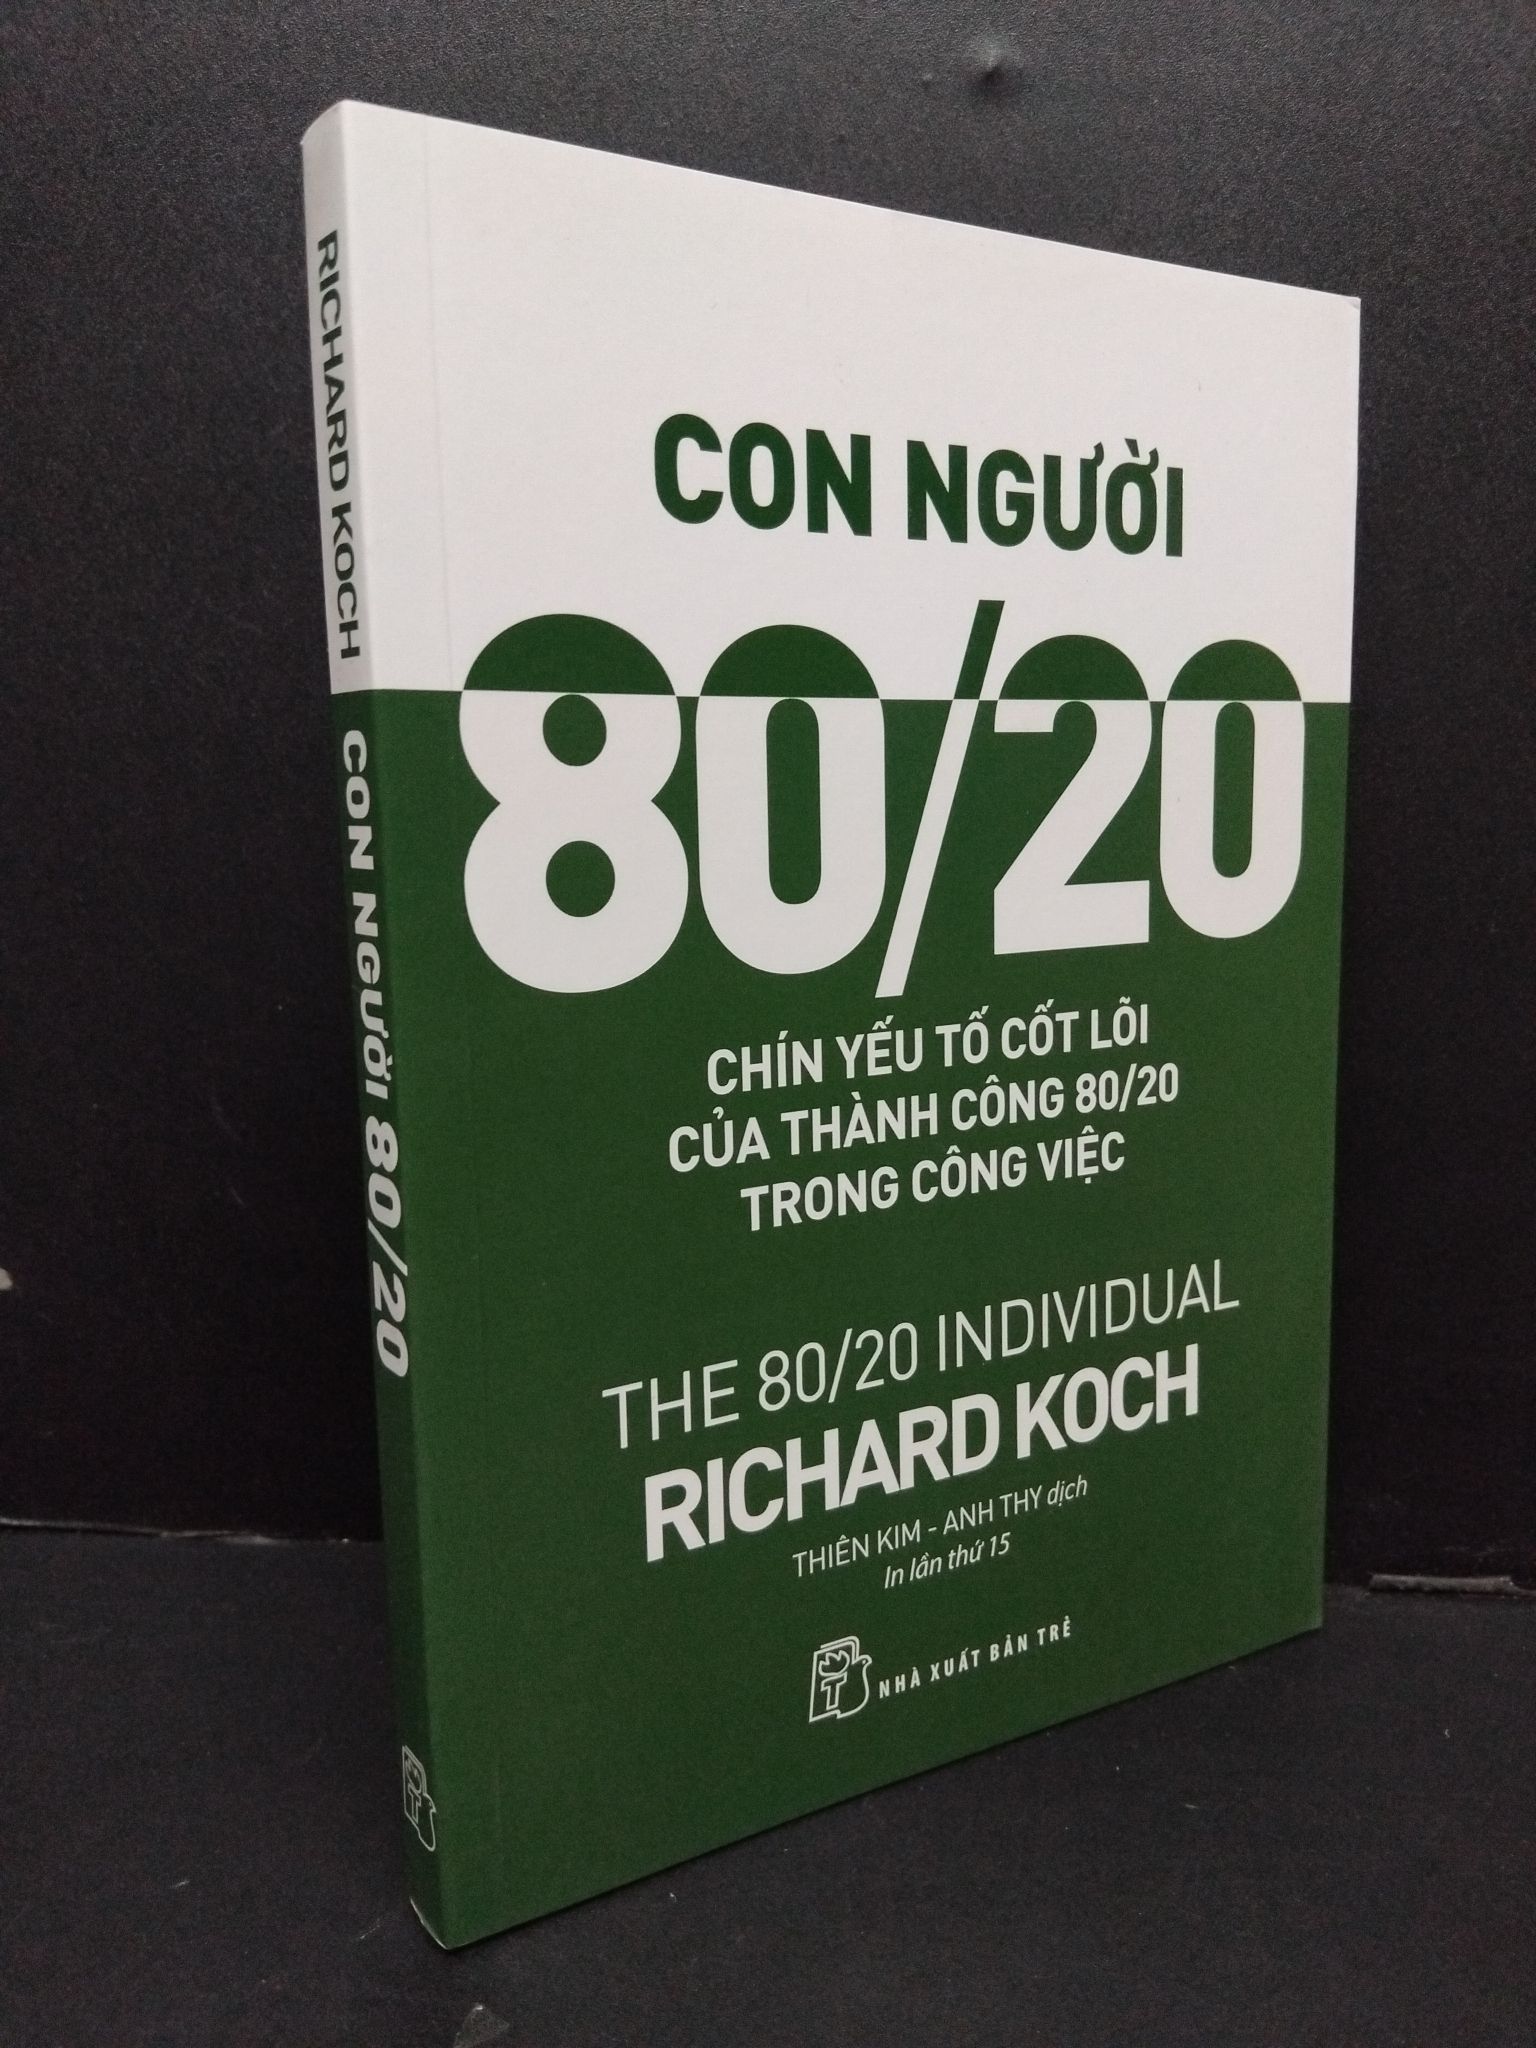 RICHARD KOCH
CON NGƯỜI 80/20
CON NGƯỜI
80/20
CHÍN YẾU TỐ CỐT LÕI
CỦA THÀNH CÔNG 80/20
TRONG CÔNG VIỆC
THE 80/20 INDIVIDUAL
RICHARD KOCH
THIÊN KIM - ANH THY dịch
In lần thứ 15
NHÀ XUẤT BẢN TRẺ